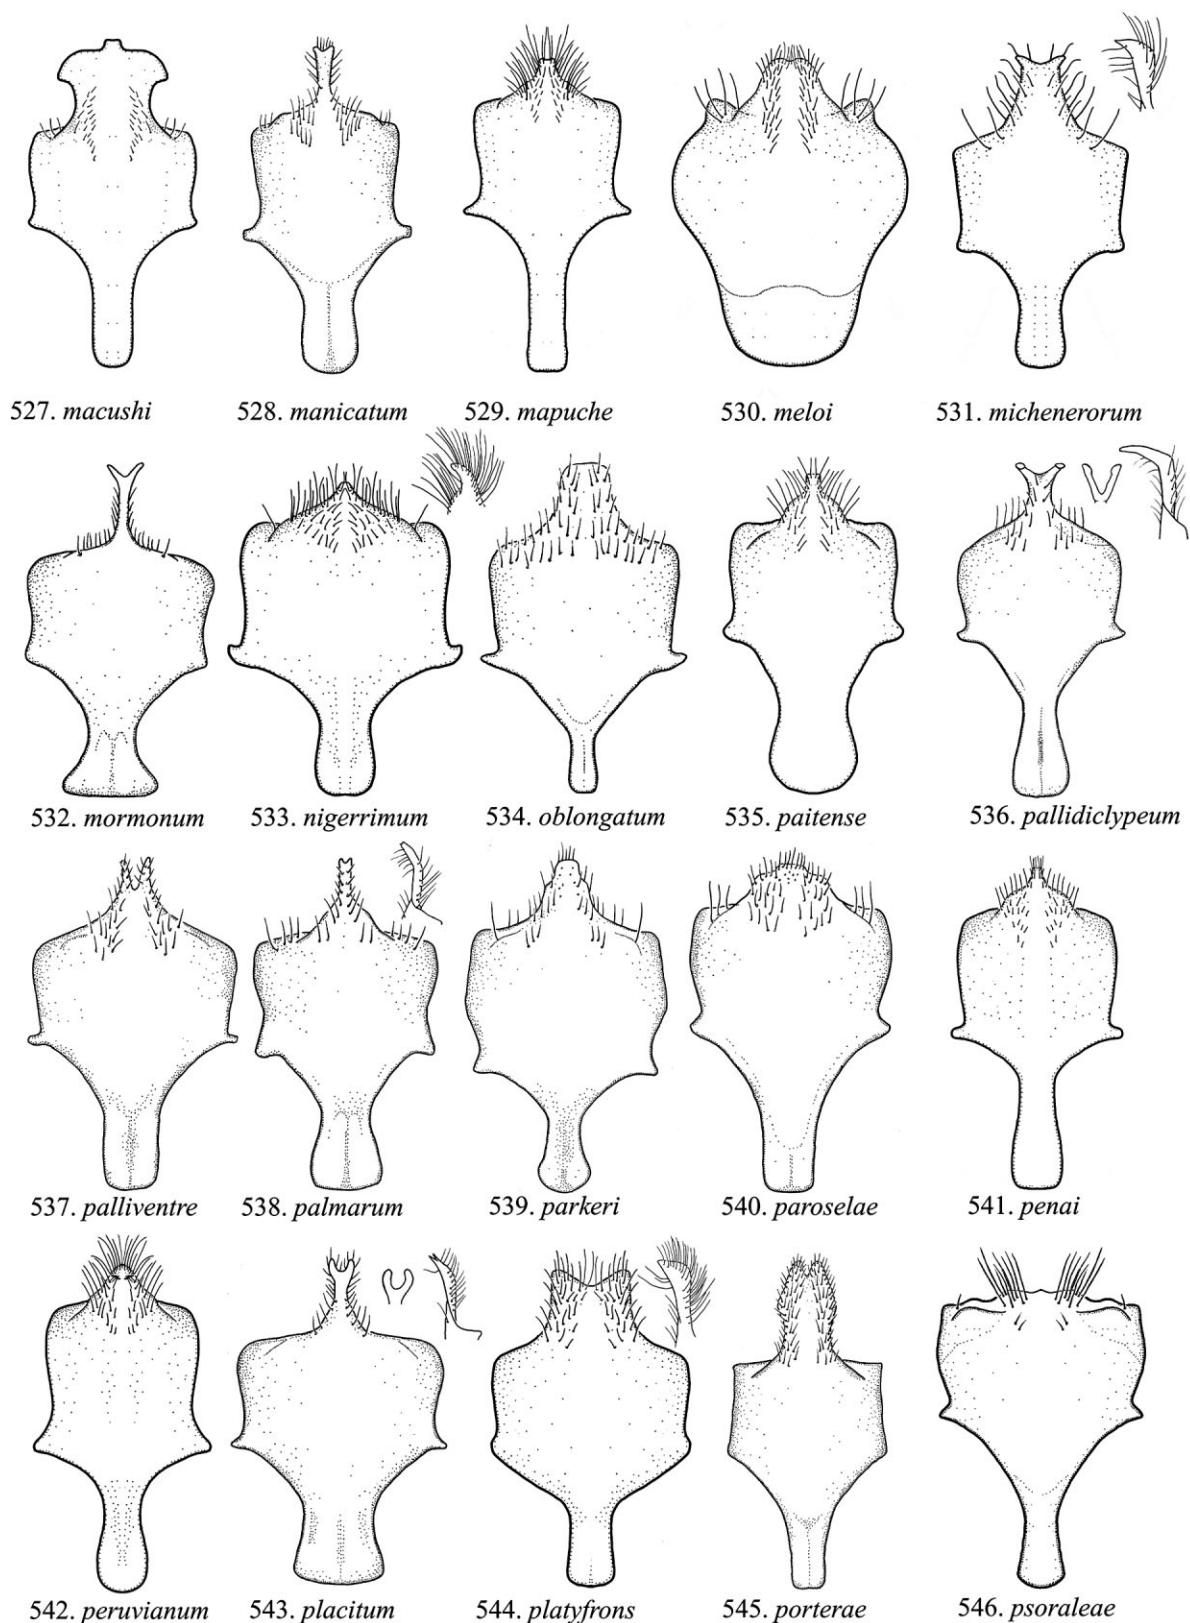 527. macushi
528. manicatum
529. mapuche
530. meloi
531. michenerorum
532. mormonum
533. nigerrimum
534. oblongatum
535. paitense
536. pallidiclypeum
537. palliventre
538. palmarum
539. parkeri
540. paroselae
541. penai
542. peruvianum
543. placitum
544. platyfrons
545. porterae
546. psoraleae